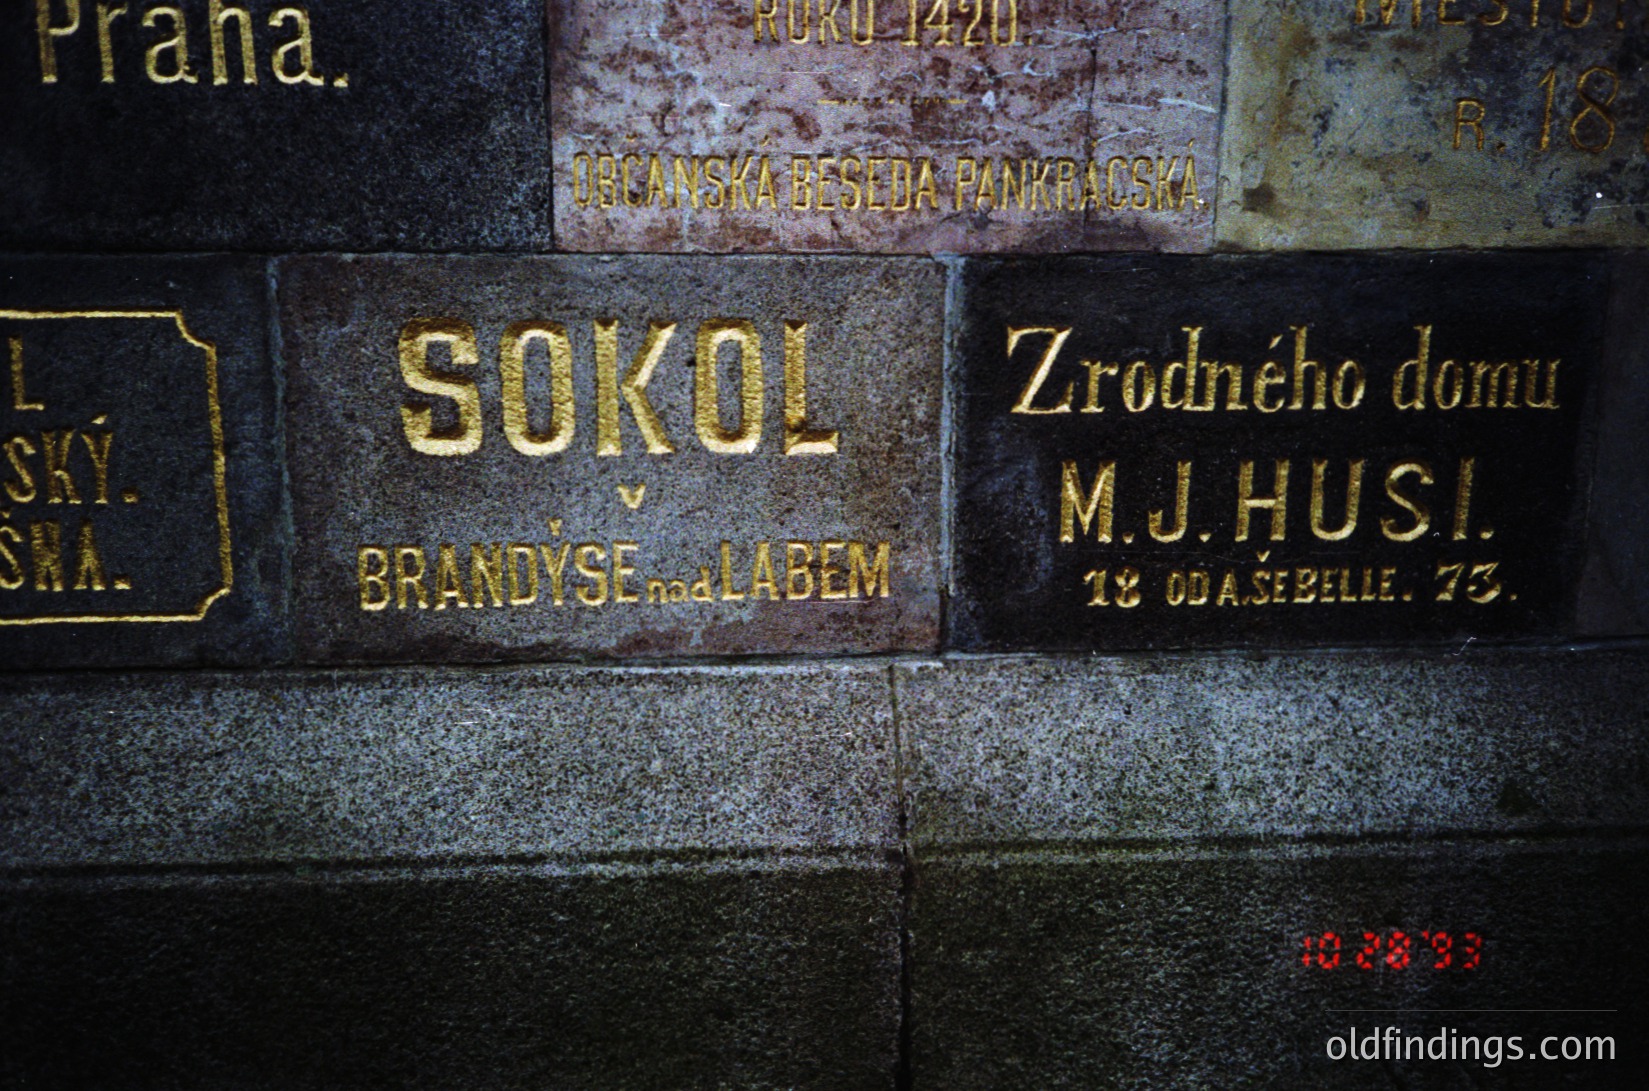 Praha.
ROKU 1420.
OBČANSKÁ BESEDA PANKRÁCSKÁ.
R. 18
L
SKÝ.
ŠNA.
SOKOL
v
BRANDÝSE nad LABEM
Zrodného domu
M. J. HUSI.
18 OD A. ŠEBELLE. 73.
10 28 '93
oldfindings.com